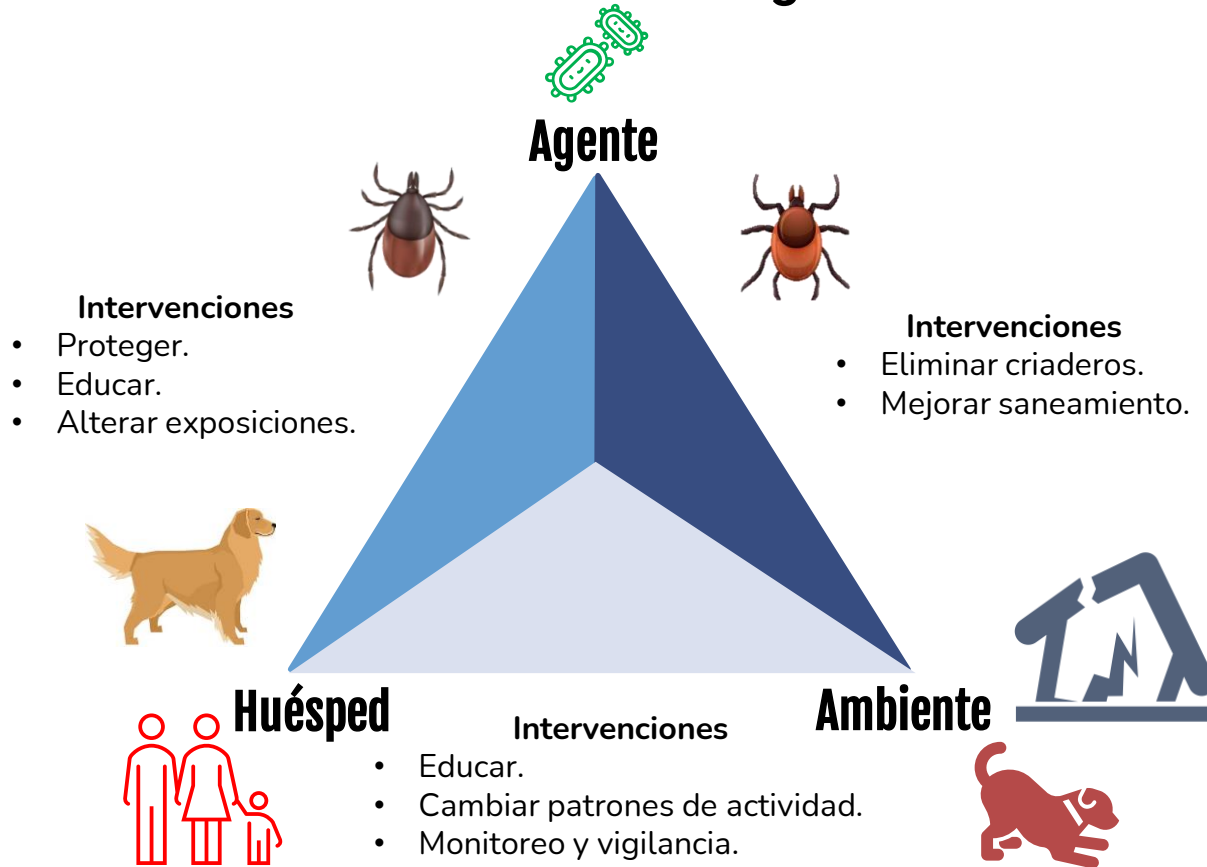 Agente
Intervenciones
• Proteger.
• Educar.
• Alterar exposiciones.
Intervenciones
• Eliminar criaderos.
• Mejorar saneamiento.
Huésped
Ambiente
Intervenciones
• Educar.
• Cambiar patrones de actividad.
• Monitoreo y vigilancia.